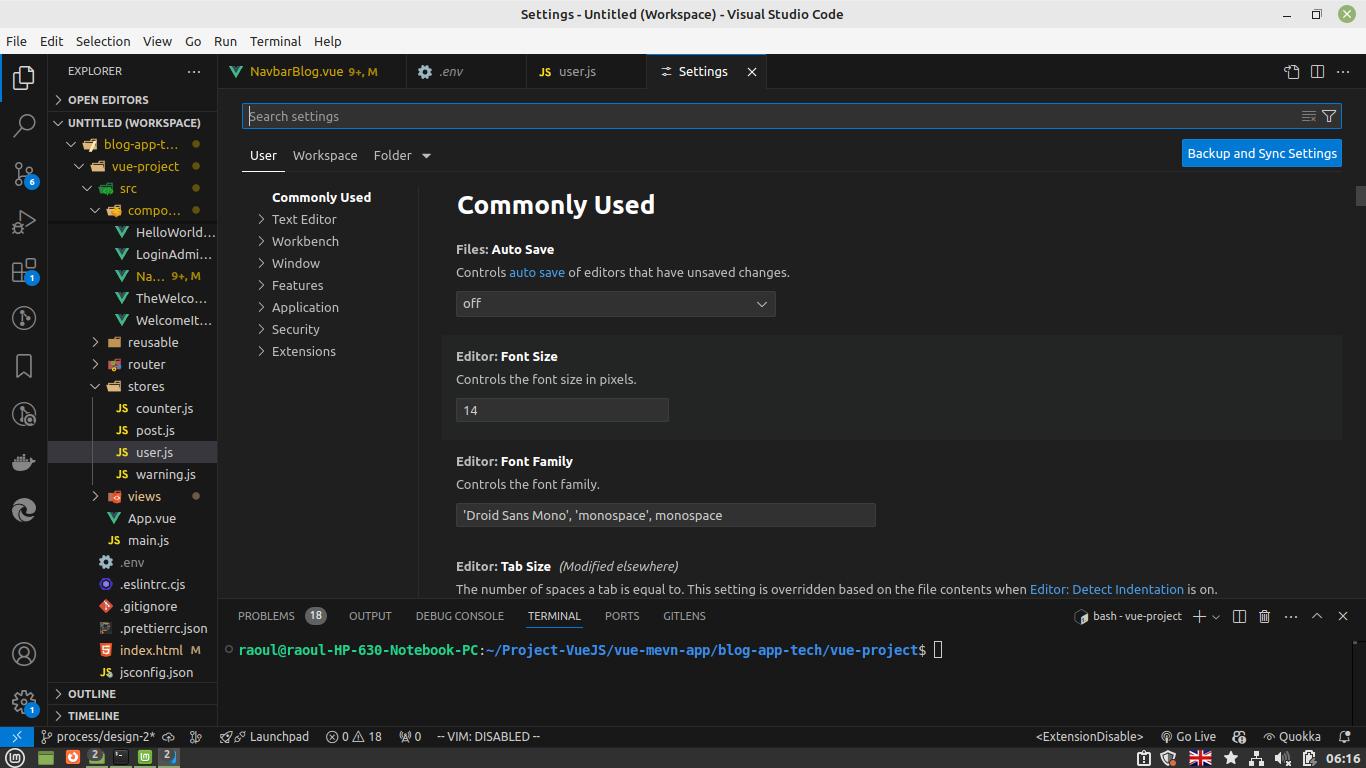 Settings - Untitled (Workspace) - Visual Studio Code
File Edit Selection View Go Run Terminal Help
EXPLORER
OPEN EDITORS
UNTITLED (WORKSPACE)
blog-app-t...
vue-project
src
compo...
HelloWorld...
LoginAdmi...
Na... 9+, M
TheWelco...
WelcomeIt...
reusable
router
stores
counter.js
post.js
user.js
warning.js
views
App.vue
main.js
.env
.eslintrc.cjs
.gitignore
.prettierrc.json
index.html M
jsconfig.json
OUTLINE
TIMELINE
6
1
1
NavbarBlog.vue 9+, M .env JS user.js Settings
Search settings
User Workspace Folder
Backup and Sync Settings
Commonly Used
Text Editor
Workbench
Window
Features
Application
Security
Extensions
Commonly Used
Files: Auto Save
Controls auto save of editors that have unsaved changes.
off
Editor: Font Size
Controls the font size in pixels.
14
Editor: Font Family
Controls the font family.
'Droid Sans Mono', 'monospace', monospace
Editor: Tab Size (Modified elsewhere)
The number of spaces a tab is equal to. This setting is overridden based on the file contents when Editor: Detect Indentation is on.
PROBLEMS 18 OUTPUT DEBUG CONSOLE TERMINAL PORTS GITLENS
bash - vue-project
raoul@raoul-HP-630-Notebook-PC:~/Project-VueJS/vue-mevn-app/blog-app-tech/vue-project$
process/design-2* Launchpad 0 18 0 -- VIM: DISABLED -- <ExtensionDisable> Go Live Quokka
2 2 06:16